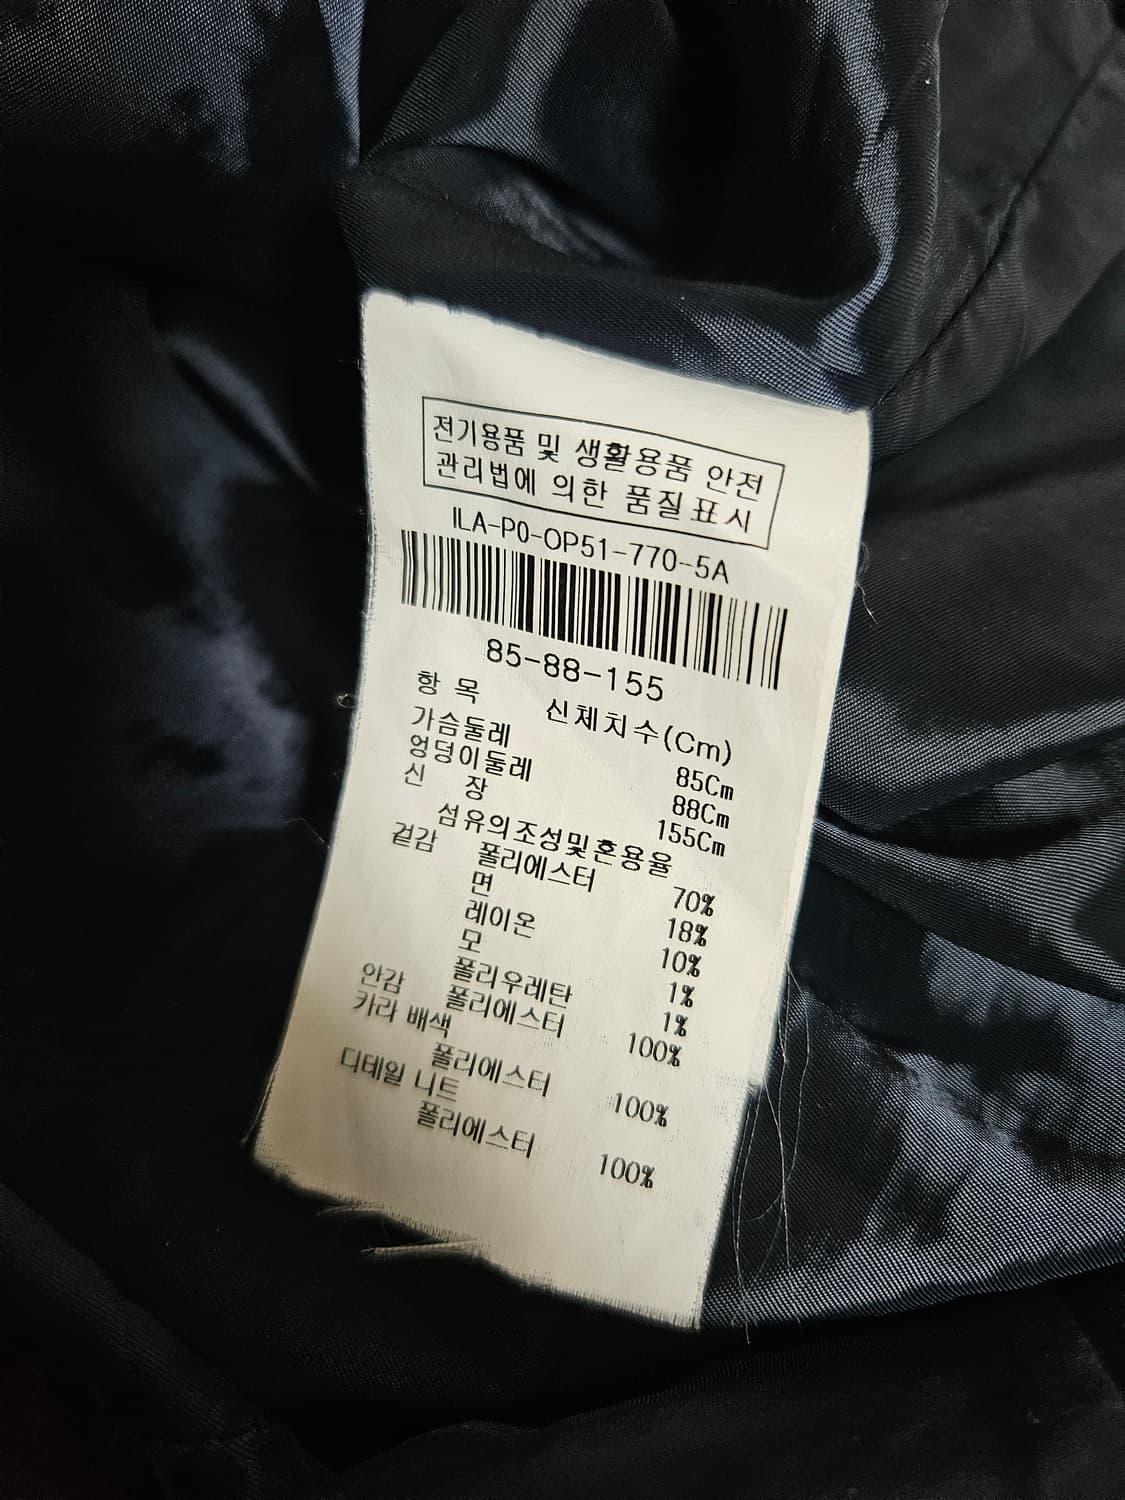 전기용품 및 생활용품 안전
관리법에 의한 품질표시
ILA-P0-OP51-770-5A
85-88-155
항 목 신체치수(Cm)
가슴둘레 85Cm
엉덩이둘레 88Cm
신 장 155Cm
섬유의조성및혼용율
겉감 폴리에스터 70%
면 18%
레이온 10%
모 1%
폴리우레탄 1%
안감 폴리에스터 100%
카라 배색
폴리에스터 100%
디테일 니트
폴리에스터 100%